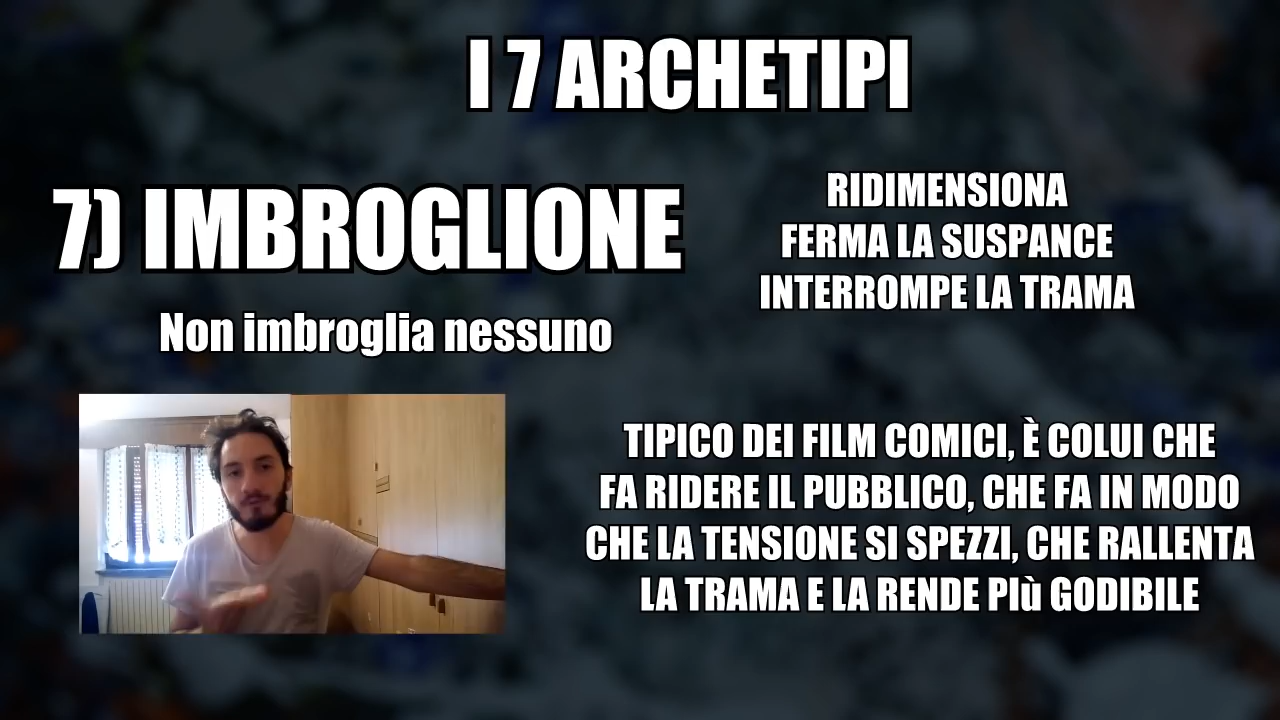 I 7 ARCHETIPI
7) IMBROGLIONE
Non imbroglia nessuno
RIDIMENSIONA
FERMA LA SUSPANCE
INTERROMPE LA TRAMA
TIPICO DEI FILM COMICI, È COLUI CHE
FA RIDERE IL PUBBLICO, CHE FA IN MODO
CHE LA TENSIONE SI SPEZZI, CHE RALLENTA
LA TRAMA E LA RENDE PIù GODIBILE